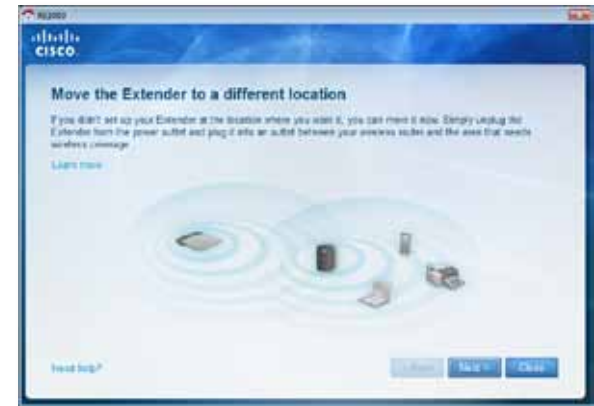 RE2000
CISCO
Move the Extender to a different location
If you didn't set up your Extender at the location where you want it, you can move it now. Simply unplug the
Extender from the power outlet and plug it into an outlet between your wireless router and the area that needs
wireless coverage.
Learn more
Need help?
Next >
Close